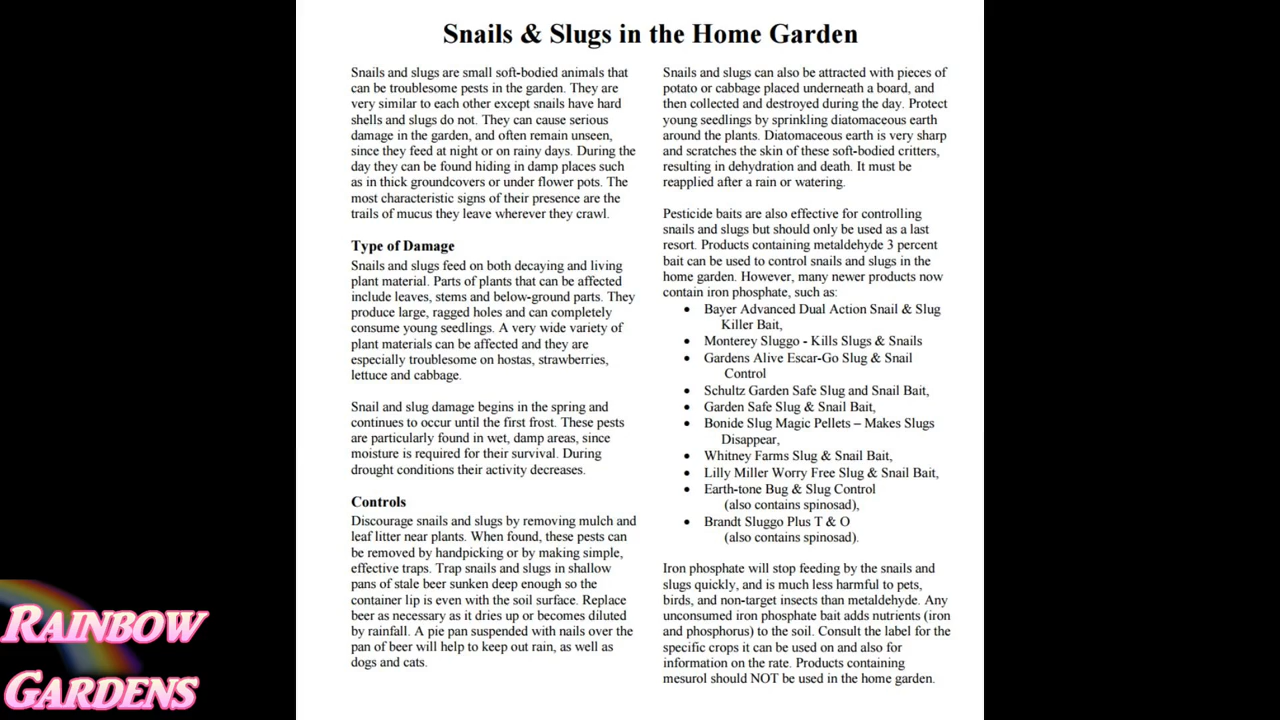 Snails & Slugs in the Home Garden
Snails and slugs are small soft-bodied animals that
can be troublesome pests in the garden. They are
very similar to each other except snails have hard
shells and slugs do not. They can cause serious
damage in the garden, and often remain unseen,
since they feed at night or on rainy days. During the
day they can be found hiding in damp places such
as in thick groundcovers or under flower pots. The
most characteristic signs of their presence are the
trails of mucus they leave wherever they crawl.
Type of Damage
Snails and slugs feed on both decaying and living
plant material. Parts of plants that can be affected
include leaves, stems and below-ground parts. They
produce large, ragged holes and can completely
consume young seedlings. A very wide variety of
plant materials can be affected and they are
especially troublesome on hostas, strawberries,
lettuce and cabbage.
Snail and slug damage begins in the spring and
continues to occur until the first frost. These pests
are particularly found in wet, damp areas, since
moisture is required for their survival. During
drought conditions their activity decreases.
Controls
Discourage snails and slugs by removing mulch and
leaf litter near plants. When found, these pests can
be removed by handpicking or by making simple,
effective traps. Trap snails and slugs in shallow
pans of stale beer sunken deep enough so the
container lip is even with the soil surface. Replace
beer as necessary as it dries up or becomes diluted
by rainfall. A pie pan suspended with nails over the
pan of beer will help to keep out rain, as well as
dogs and cats.
Snails and slugs can also be attracted with pieces of
potato or cabbage placed underneath a board, and
then collected and destroyed during the day. Protect
young seedlings by sprinkling diatomaceous earth
around the plants. Diatomaceous earth is very sharp
and scratches the skin of these soft-bodied critters,
resulting in dehydration and death. It must be
reapplied after a rain or watering.
Pesticide baits are also effective for controlling
snails and slugs but should only be used as a last
resort. Products containing metaldehyde 3 percent
bait can be used to control snails and slugs in the
home garden. However, many newer products now
contain iron phosphate, such as:
• Bayer Advanced Dual Action Snail & Slug
Killer Bait,
• Monterey Sluggo - Kills Slugs & Snails
• Gardens Alive Escar-Go Slug & Snail
Control
• Schultz Garden Safe Slug and Snail Bait,
• Garden Safe Slug & Snail Bait,
• Bonide Slug Magic Pellets – Makes Slugs
Disappear,
• Whitney Farms Slug & Snail Bait,
• Lilly Miller Worry Free Slug & Snail Bait,
• Earth-tone Bug & Slug Control
(also contains spinosad),
• Brandt Sluggo Plus T & O
(also contains spinosad).
Iron phosphate will stop feeding by the snails and
slugs quickly, and is much less harmful to pets,
birds, and non-target insects than metaldehyde. Any
unconsumed iron phosphate bait adds nutrients (iron
and phosphorus) to the soil. Consult the label for the
specific crops it can be used on and also for
information on the rate. Products containing
mesurol should NOT be used in the home garden.
Rainbow
Gardens